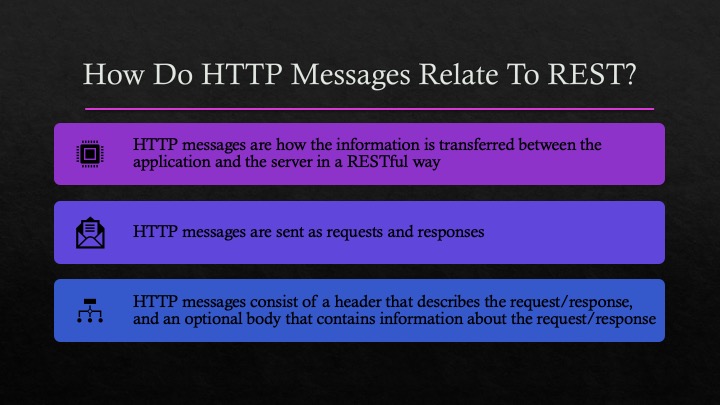 How Do HTTP Messages Relate To REST?
HTTP messages are how the information is transferred between the
application and the server in a RESTful way
HTTP messages are sent as requests and responses
HTTP messages consist of a header that describes the request/response,
and an optional body that contains information about the request/response